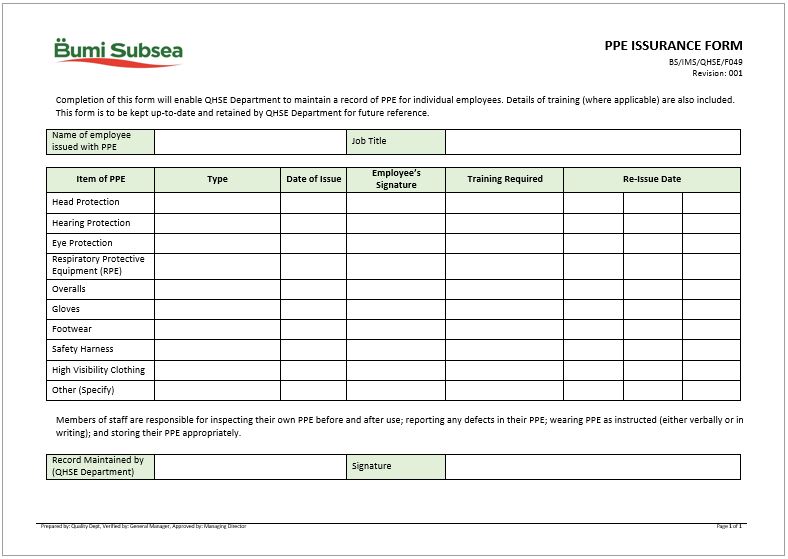 Bumi Subsea
PPE ISSURANCE FORM
BS/IMS/QHSE/F049
Revision: 001
Completion of this form will enable QHSE Department to maintain a record of PPE for individual employees. Details of training (where applicable) are also included.
This form is to be kept up-to-date and retained by QHSE Department for future reference.
Name of employee
issued with PPE
Job Title
Item of PPE
Type
Date of Issue
Employee's
Signature
Training Required
Re-Issue Date
Head Protection
Hearing Protection
Eye Protection
Respiratory Protective
Equipment (RPE)
Overalls
Gloves
Footwear
Safety Harness
High Visibility Clothing
Other (Specify)
Members of staff are responsible for inspecting their own PPE before and after use; reporting any defects in their PPE; wearing PPE as instructed (either verbally or in
writing); and storing their PPE appropriately.
Record Maintained by
(QHSE Department)
Signature
Prepared by: Quality Dept, Verified by: General Manager, Approved by: Managing Director
Page 1 of 1